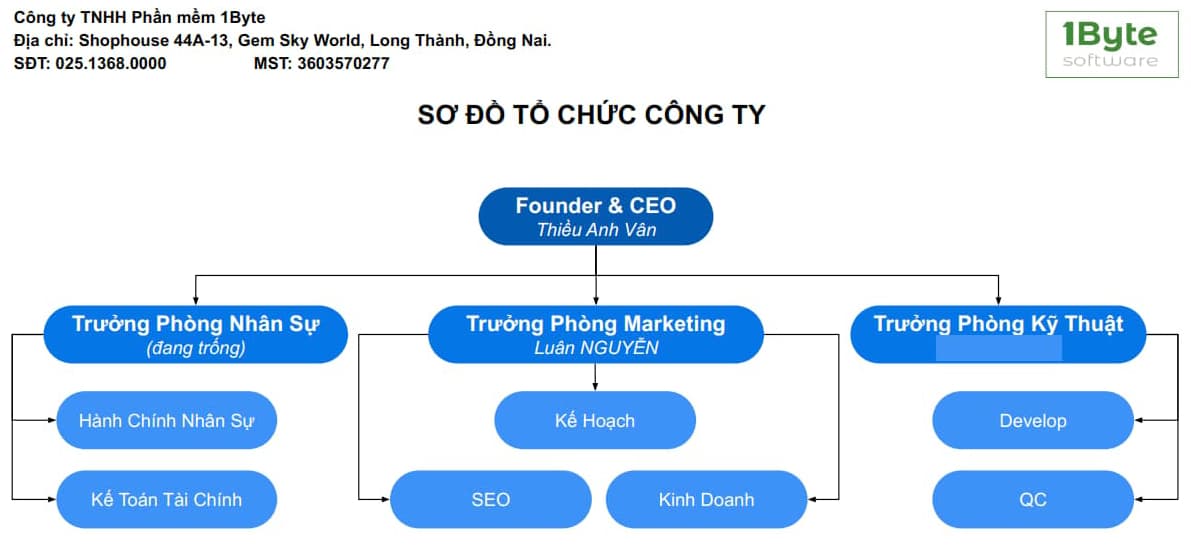 Công ty TNHH Phần mềm 1Byte
Địa chỉ: Shophouse 44A-13, Gem Sky World, Long Thành, Đồng Nai.
SĐT: 025.1368.0000 MST: 3603570277
1Byte
software
SƠ ĐỒ TỔ CHỨC CÔNG TY
Founder & CEO
Thiều Anh Vân
Trưởng Phòng Nhân Sự
(đang trống)
Trưởng Phòng Marketing
Luân NGUYỄN
Trưởng Phòng Kỹ Thuật
Hành Chính Nhân Sự
Kế Hoạch
Develop
Kế Toán Tài Chính
SEO
Kinh Doanh
QC